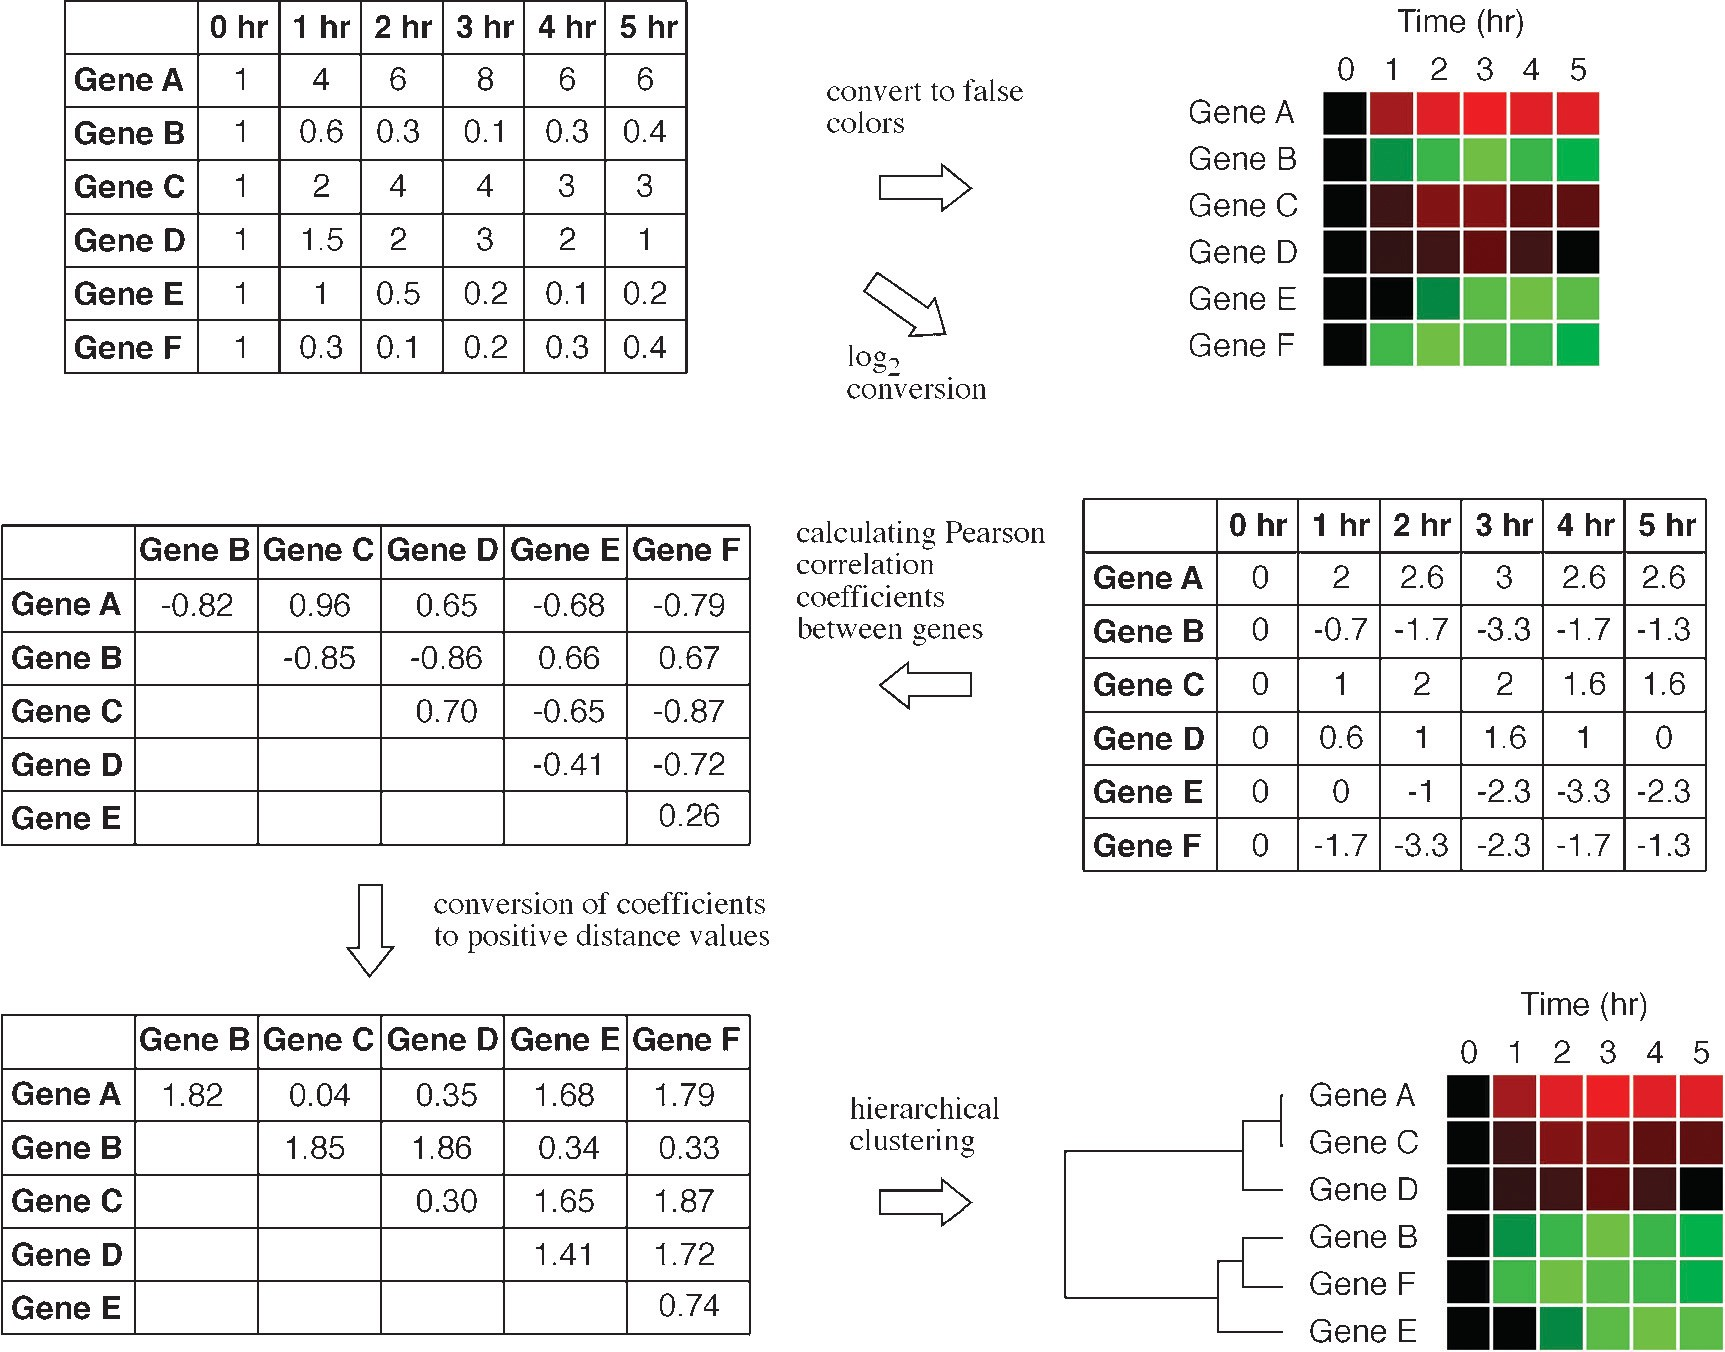 0 hr 1 hr 2 hr 3 hr 4 hr 5 hr
Gene A 1 4 6 8 6 6
Gene B 1 0.6 0.3 0.1 0.3 0.4
Gene C 1 2 4 4 3 3
Gene D 1 1.5 2 3 2 1
Gene E 1 1 0.5 0.2 0.1 0.2
Gene F 1 0.3 0.1 0.2 0.3 0.4
convert to false
colors
log2
conversion
Time (hr)
0 1 2 3 4 5
Gene A
Gene B
Gene C
Gene D
Gene E
Gene F
0 hr 1 hr 2 hr 3 hr 4 hr 5 hr
Gene A 0 2 2.6 3 2.6 2.6
Gene B 0 -0.7 -1.7 -3.3 -1.7 -1.3
Gene C 0 1 2 2 1.6 1.6
Gene D 0 0.6 1 1.6 1 0
Gene E 0 0 -1 -2.3 -3.3 -2.3
Gene F 0 -1.7 -3.3 -2.3 -1.7 -1.3
calculating Pearson
correlation
coefficients
between genes
Gene B Gene C Gene D Gene E Gene F
Gene A -0.82 0.96 0.65 -0.68 -0.79
Gene B -0.85 -0.86 0.66 0.67
Gene C 0.70 -0.65 -0.87
Gene D -0.41 -0.72
Gene E 0.26
conversion of coefficients
to positive distance values
Gene B Gene C Gene D Gene E Gene F
Gene A 1.82 0.04 0.35 1.68 1.79
Gene B 1.85 1.86 0.34 0.33
Gene C 0.30 1.65 1.87
Gene D 1.41 1.72
Gene E 0.74
hierarchical
clustering
Time (hr)
0 1 2 3 4 5
Gene A
Gene C
Gene D
Gene B
Gene F
Gene E